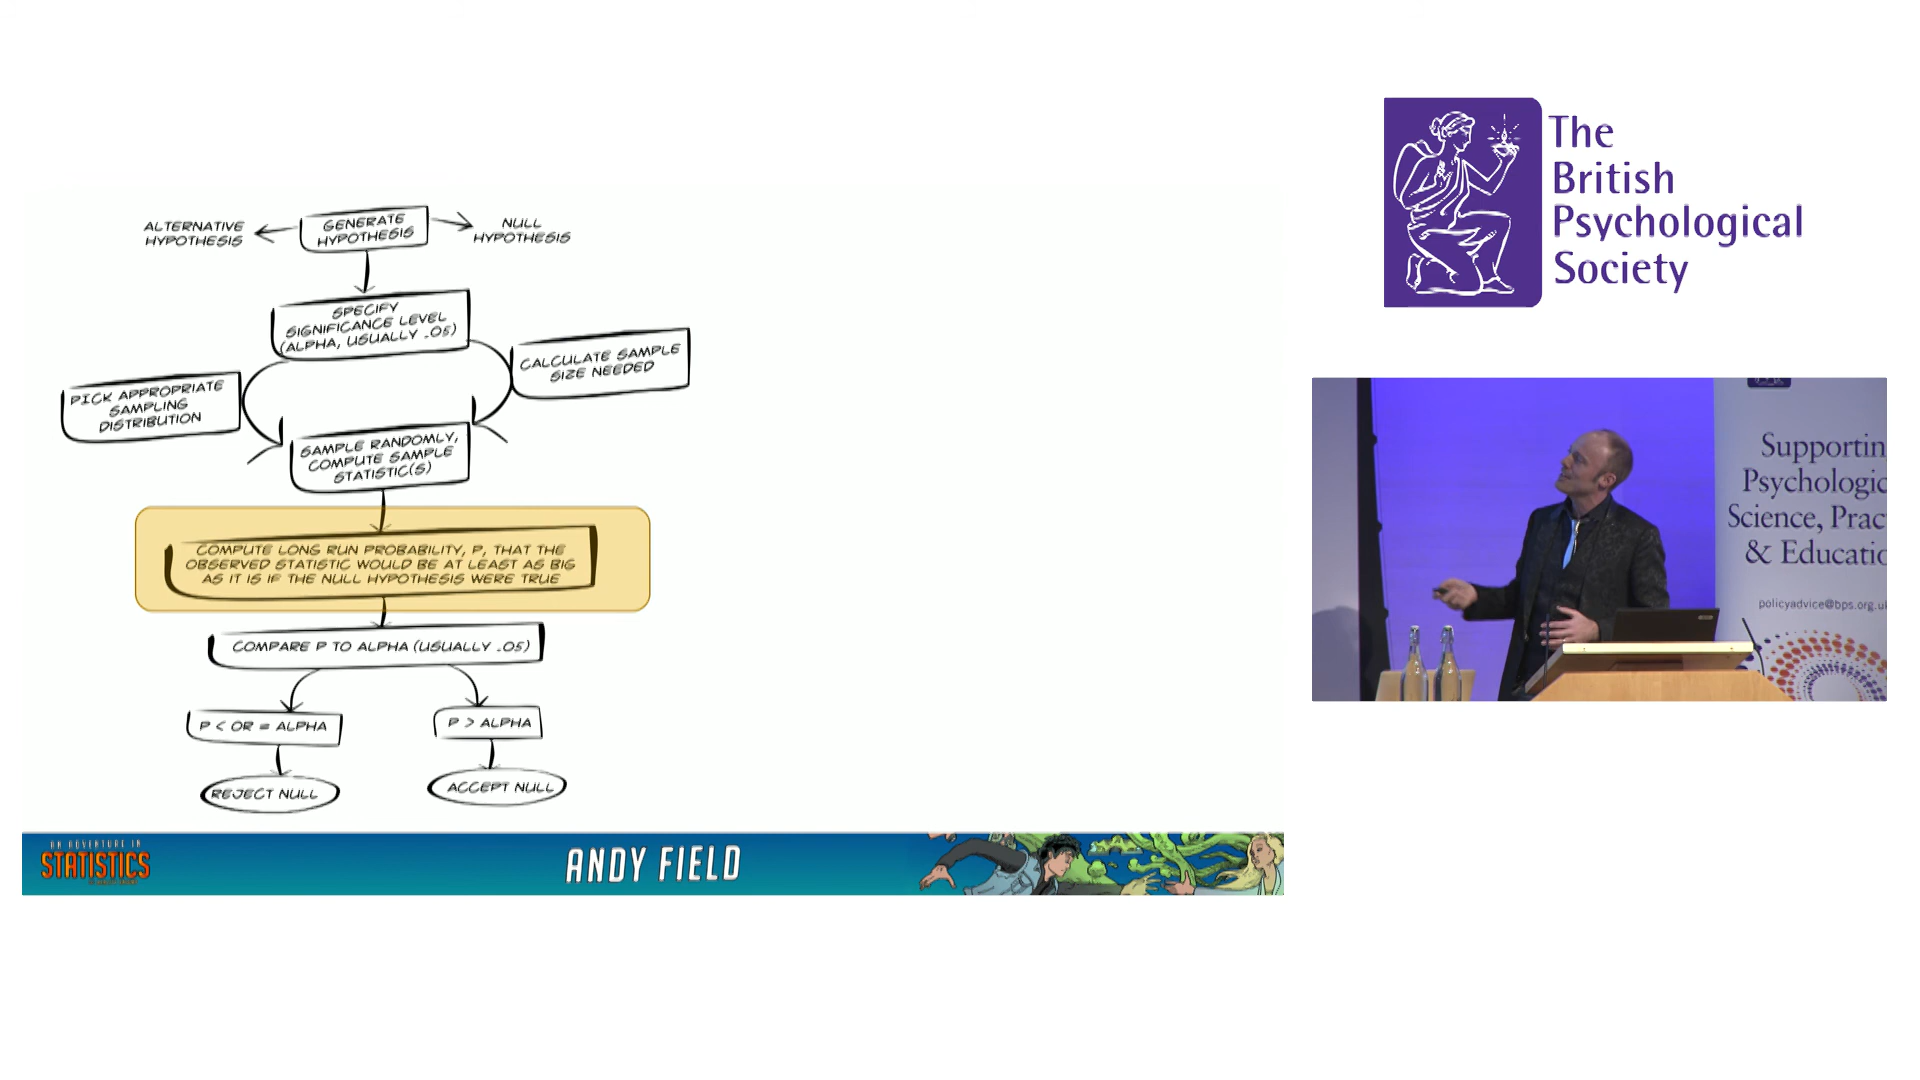 ALTERNATIVE
HYPOTHESIS
GENERATE
HYPOTHESIS
NULL
HYPOTHESIS
SPECIFY
SIGNIFICANCE LEVEL
(ALPHA, USUALLY .05)
CALCULATE SAMPLE
SIZE NEEDED
PICK APPROPRIATE
SAMPLING
DISTRIBUTION
SAMPLE RANDOMLY,
COMPUTE SAMPLE
STATISTIC(S)
COMPUTE LONG RUN PROBABILITY, P, THAT THE
OBSERVED STATISTIC WOULD BE AT LEAST AS BIG
AS IT IS IF THE NULL HYPOTHESIS WERE TRUE
COMPARE P TO ALPHA (USUALLY .05)
P < OR = ALPHA
P > ALPHA
REJECT NULL
ACCEPT NULL
AN ADVENTURE IN
STATISTICS
ANDY FIELD
The
British
Psychological
Society
Supportin
Psychologic
Science, Prac
& Educatio
policyadvice@bps.org.uk